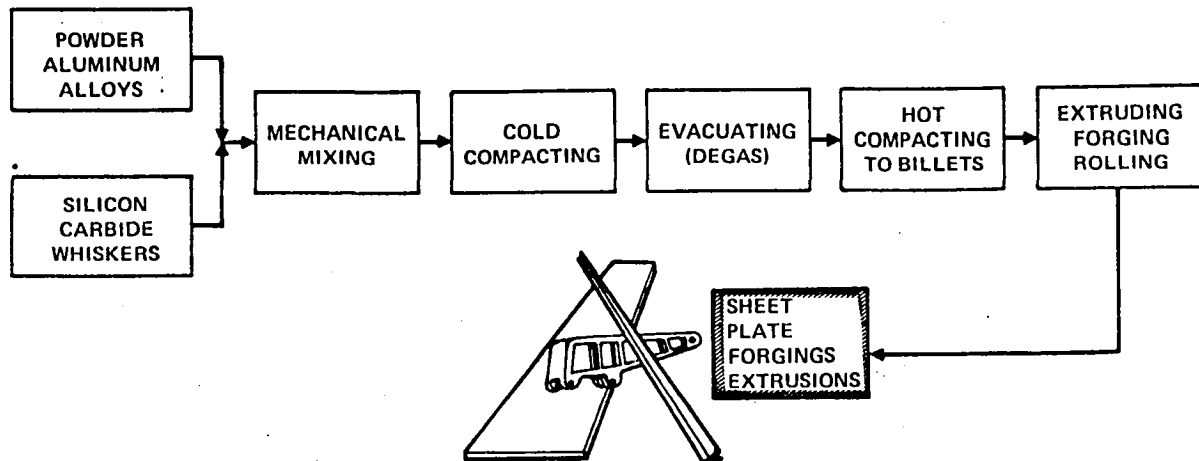 POWDER
ALUMINUM
ALLOYS
SILICON
CARBIDE
WHISKERS
MECHANICAL
MIXING
COLD
COMPACTING
EVACUATING
(DEGAS)
HOT
COMPACTING
TO BILLETS
EXTRUDING
FORGING
ROLLING
SHEET
PLATE
FORGINGS
EXTRUSIONS